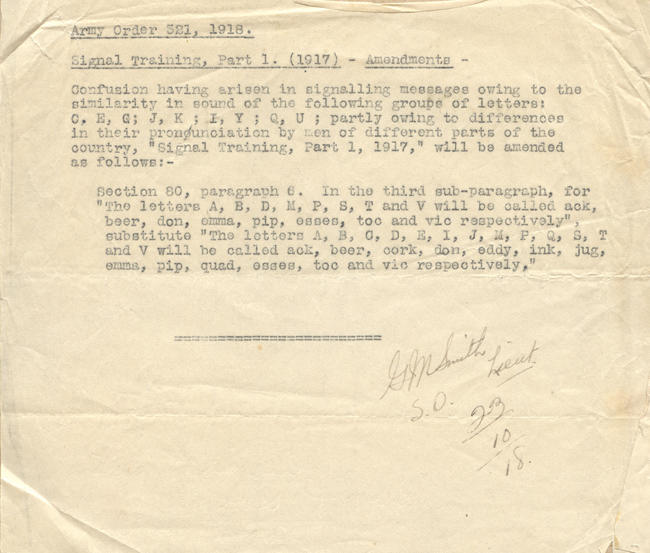 Army Order 321, 1918.
Signal Training, Part 1. (1917) - Amendments -
Confusion having arisen in signalling messages owing to the
similarity in sound of the following groups of letters:
C, E, G; J, K ; I, Y ; Q, U ; partly owing to differences
in their pronounciation by men of different parts of the
country, "Signal Training, Part 1, 1917," will be amended
as follows:-
Section 80, paragraph 6. In the third sub-paragraph, for
"The letters A, B, D, M, P, S, T and V will be called ack,
beer, don, emma, pip, esses, toc and vic respectively",
substitute "The letters A, B, C, D, E, I, J, M, P, Q, S, T
and V will be called ack, beer, cork, don, eddy, ink, jug,
emma, pip, quad, esses, toc and vic respectively,"
GM Smith Lieut.
S.O.
23
10
18.